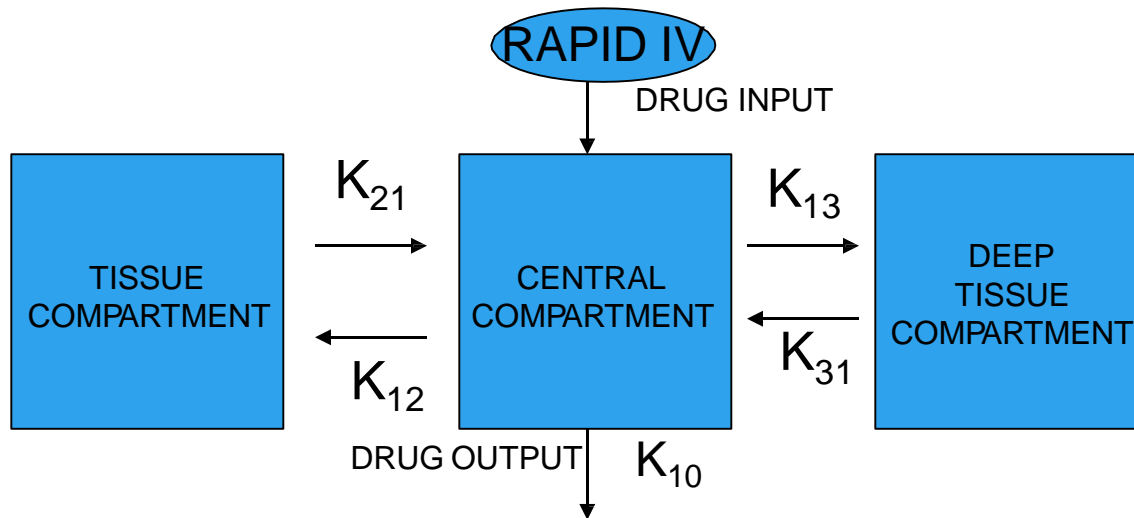 RAPID IV
DRUG INPUT
K21
K13
TISSUE
COMPARTMENT
CENTRAL
COMPARTMENT
DEEP
TISSUE
COMPARTMENT
K12
K31
DRUG OUTPUT
K10